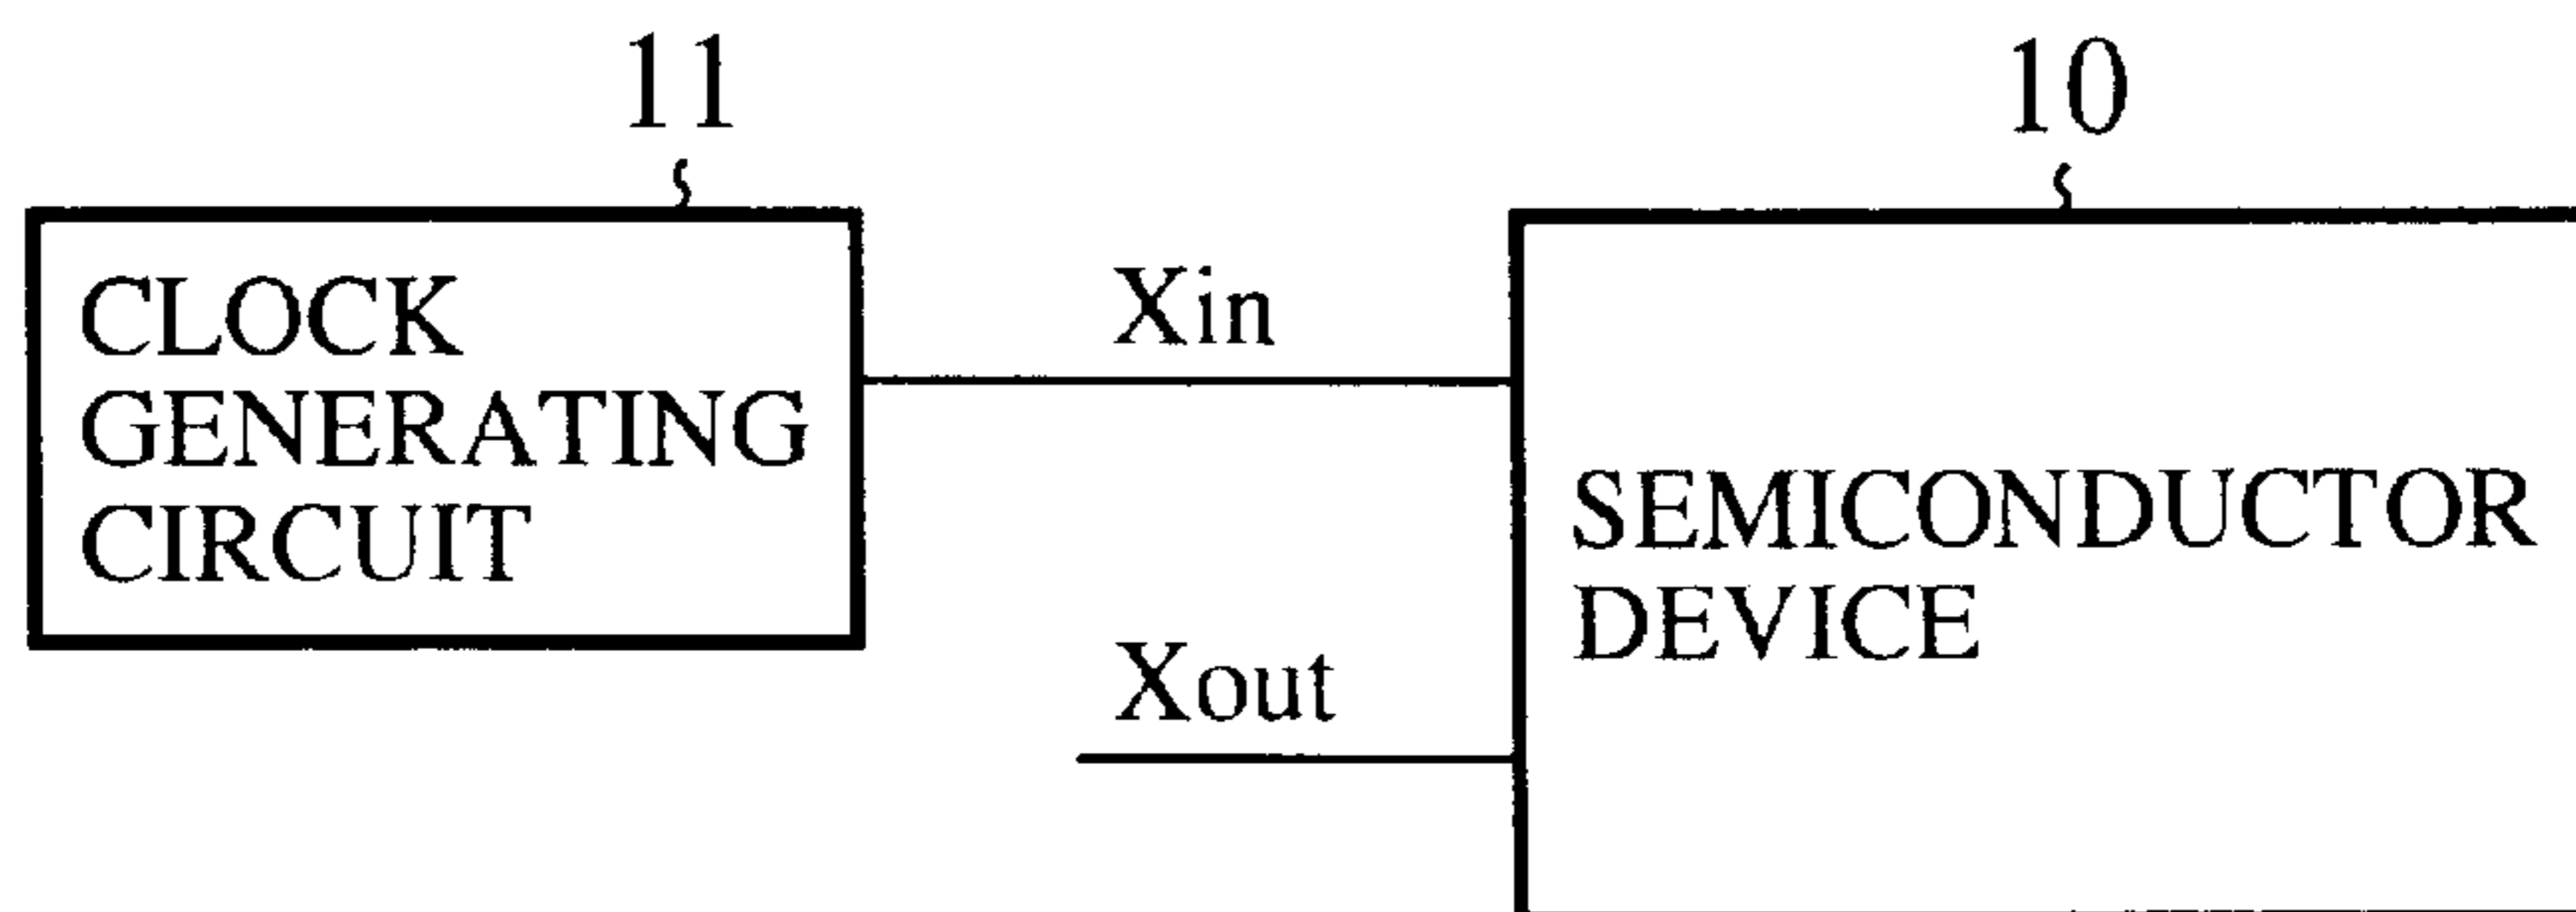 11
10
CLOCK
GENERATING
CIRCUIT
Xin
SEMICONDUCTOR
DEVICE
Xout